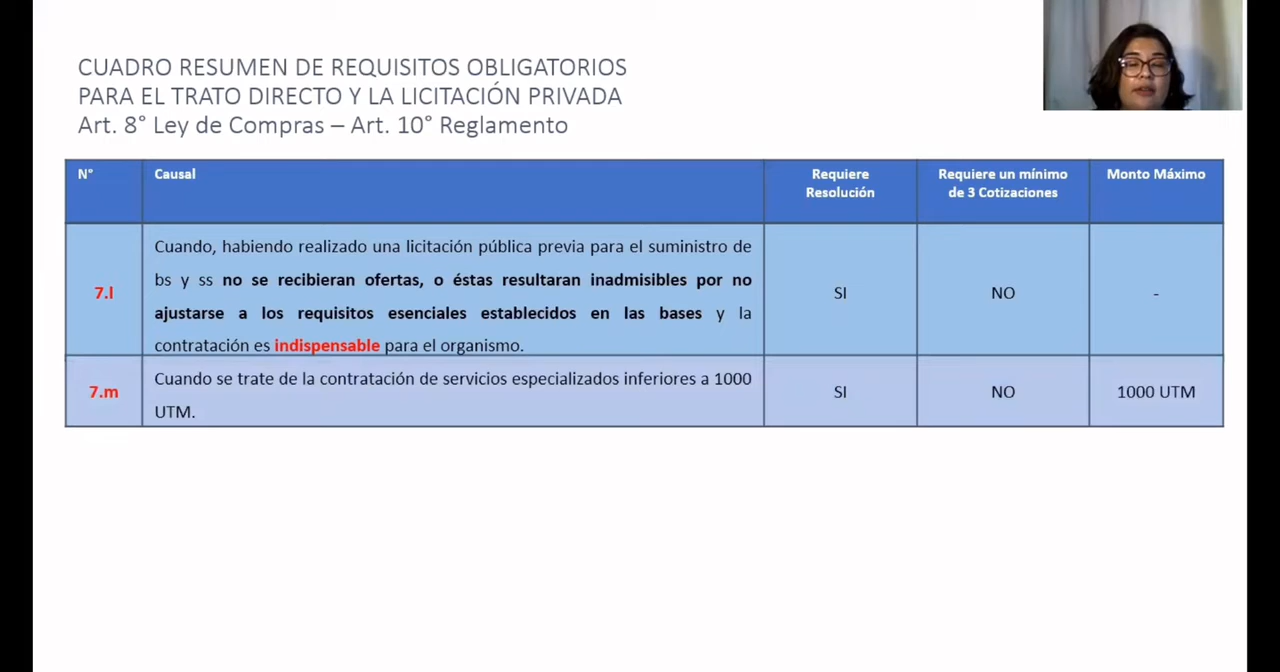 CUADRO RESUMEN DE REQUISITOS OBLIGATORIOS
PARA EL TRATO DIRECTO Y LA LICITACIÓN PRIVADA
Art. 8° Ley de Compras – Art. 10° Reglamento
N°
Causal
Requiere
Resolución
Requiere un mínimo
de 3 Cotizaciones
Monto Máximo
7.l
Cuando, habiendo realizado una licitación pública previa para el suministro de
bs y ss no se recibieran ofertas, o éstas resultaran inadmisibles por no
ajustarse a los requisitos esenciales establecidos en las bases y la
contratación es indispensable para el organismo.
SI
NO
-
7.m
Cuando se trate de la contratación de servicios especializados inferiores a 1000
UTM.
SI
NO
1000 UTM